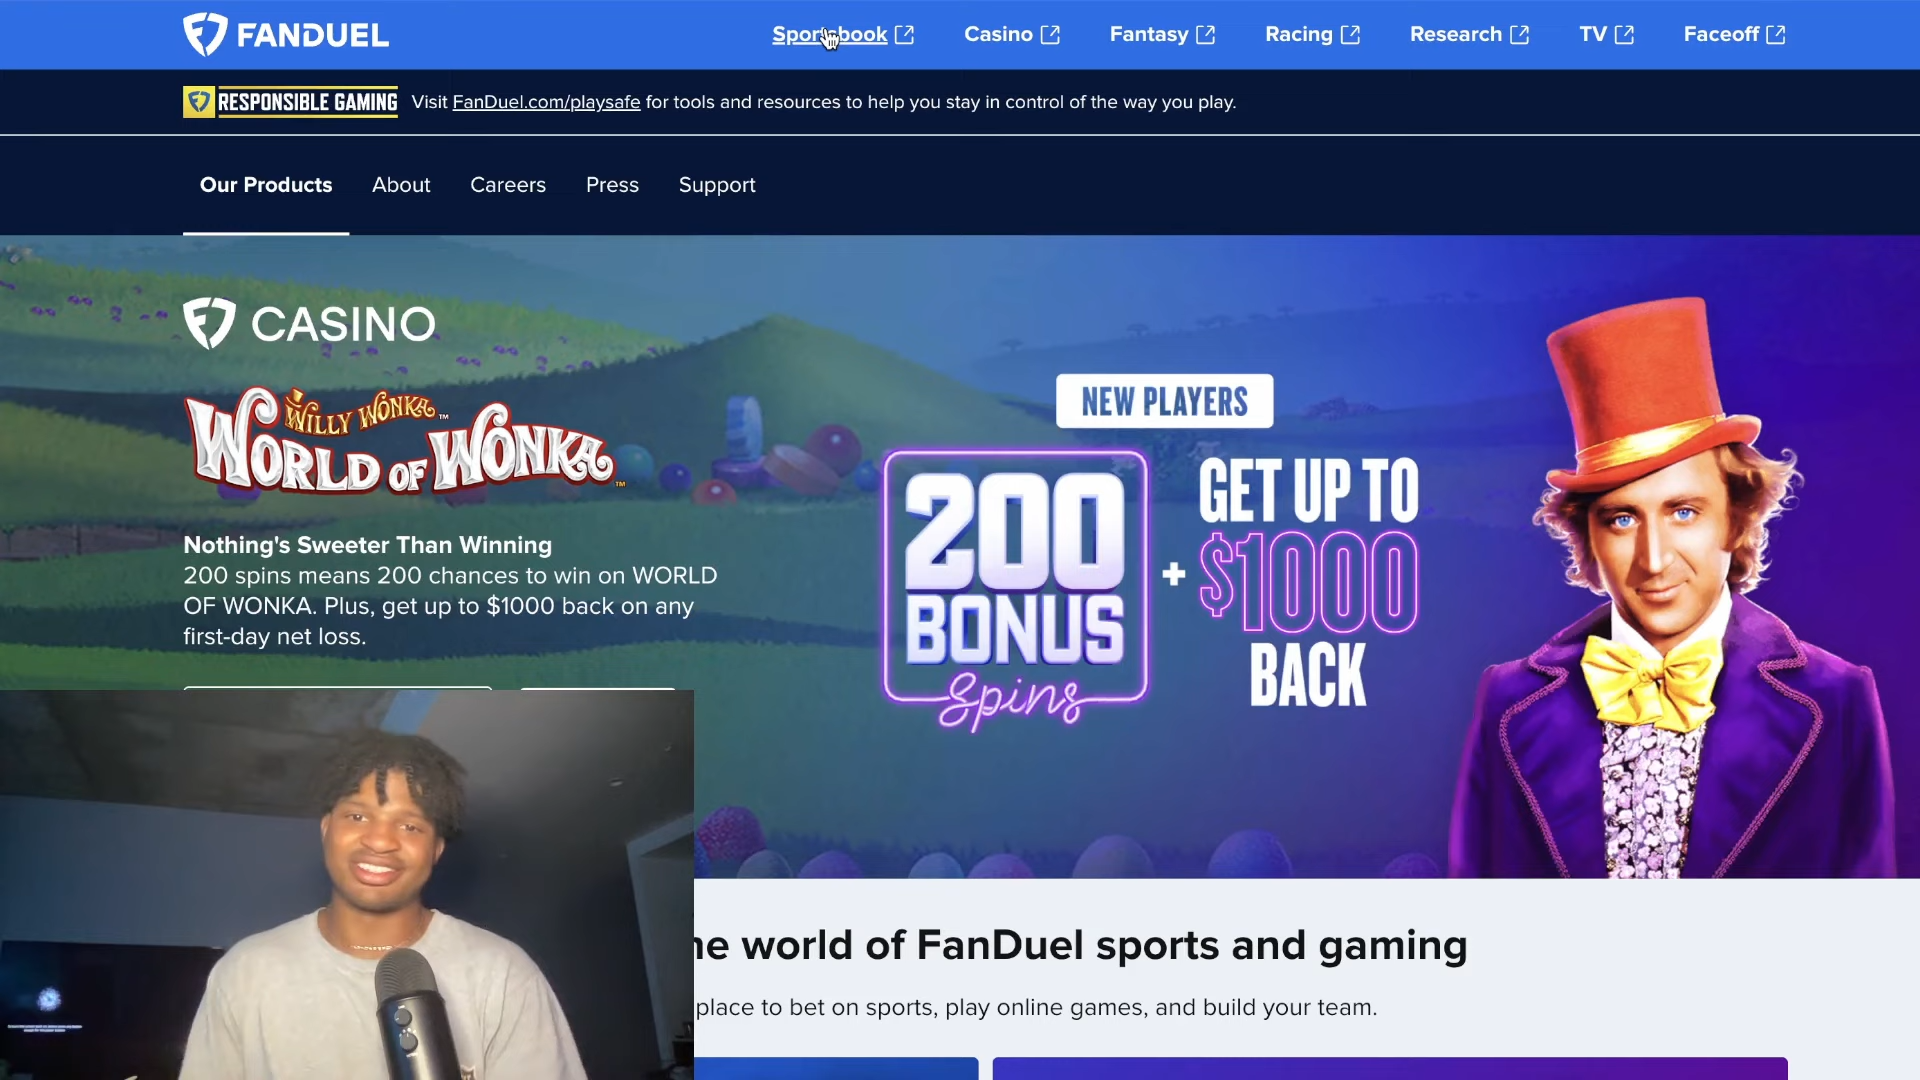 FANDUEL
Sportsbook Casino Fantasy Racing Research TV Faceoff
RESPONSIBLE GAMING Visit FanDuel.com/playsafe for tools and resources to help you stay in control of the way you play.
Our Products About Careers Press Support
CASINO
WILLY WONKA™
WORLD OF WONKA™
Nothing's Sweeter Than Winning
200 spins means 200 chances to win on WORLD
OF WONKA. Plus, get up to $1000 back on any
first-day net loss.
NEW PLAYERS
200
BONUS
Spins
+
GET UP TO
$1000
BACK
world of FanDuel sports and gaming
place to bet on sports, play online games, and build your team.